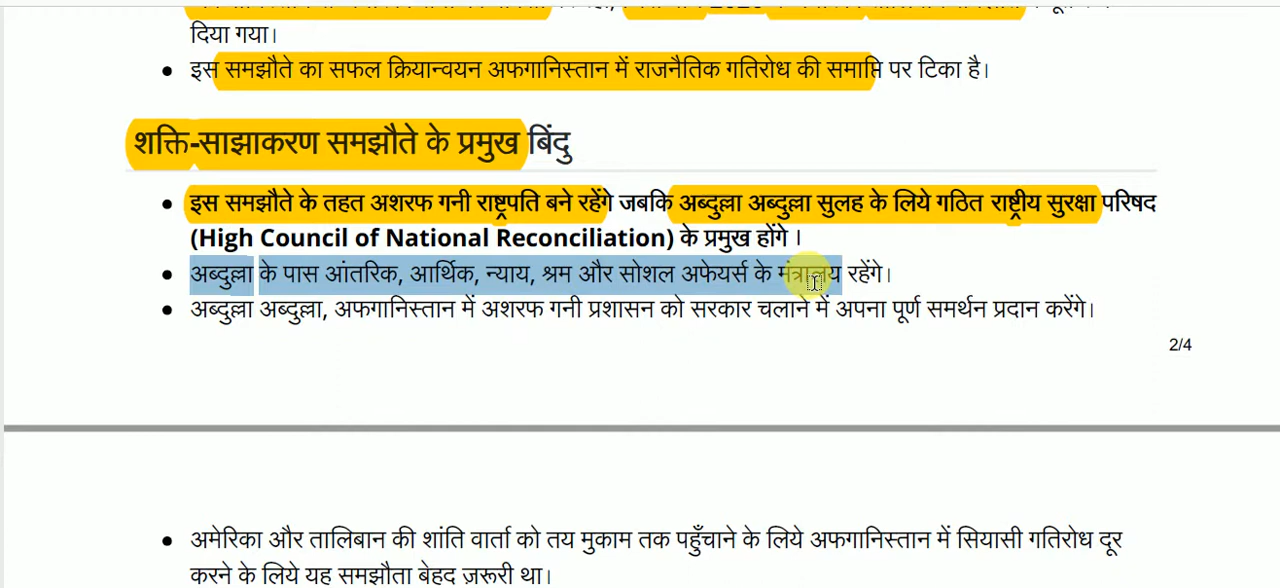 दिया गया।
• इस समझौते का सफल क्रियान्वयन अफगानिस्तान में राजनैतिक गतिरोध की समाप्ति पर टिका है।
शक्ति-साझाकरण समझौते के प्रमुख बिंदु
• इस समझौते के तहत अशरफ गनी राष्ट्रपति बने रहेंगे जबकि अब्दुल्ला अब्दुल्ला सुलह के लिये गठित राष्ट्रीय सुरक्षा परिषद
(High Council of National Reconciliation) के प्रमुख होंगे ।
• अब्दुल्ला के पास आंतरिक, आर्थिक, न्याय, श्रम और सोशल अफेयर्स के मंत्रालय रहेंगे।
• अब्दुल्ला अब्दुल्ला, अफगानिस्तान में अशरफ गनी प्रशासन को सरकार चलाने में अपना पूर्ण समर्थन प्रदान करेंगे।
2/4
• अमेरिका और तालिबान की शांति वार्ता को तय मुकाम तक पहुँचाने के लिये अफगानिस्तान में सियासी गतिरोध दूर
करने के लिये यह समझौता बेहद ज़रूरी था।